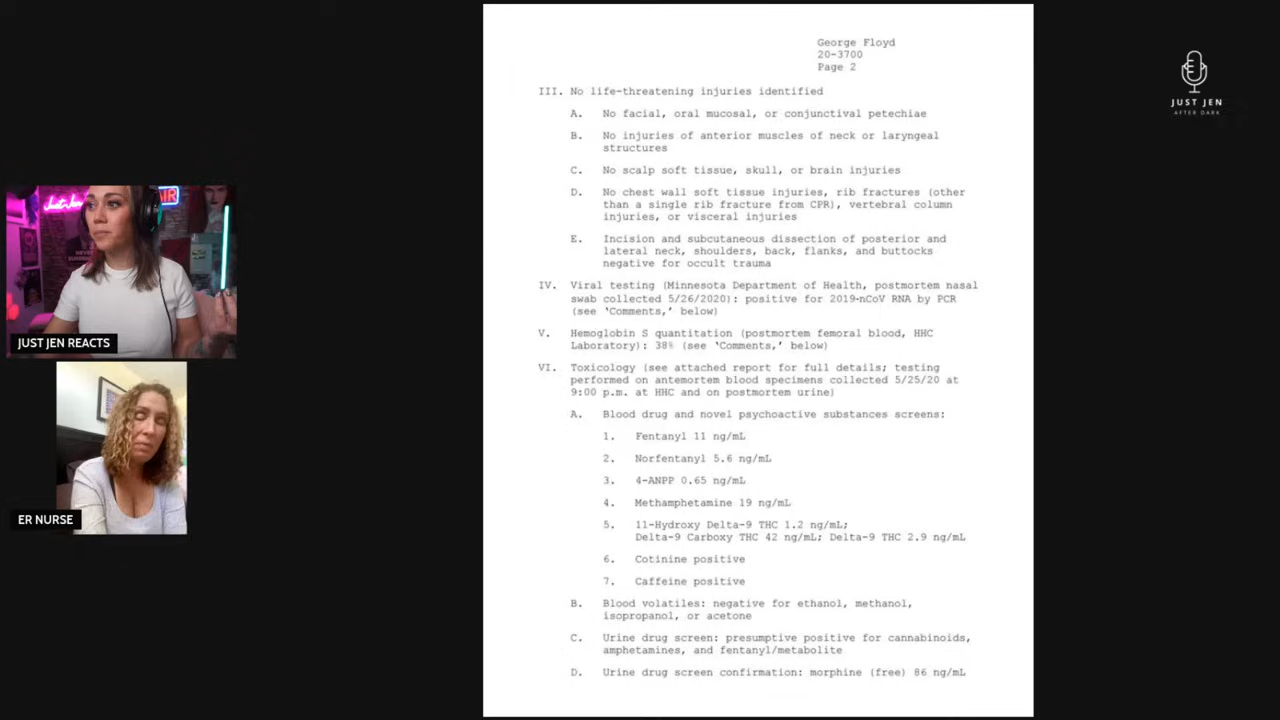 George Floyd
20-3700
Page 2
III. No life-threatening injuries identified
A. No facial, oral mucosal, or conjunctival petechiae
B. No injuries of anterior muscles of neck or laryngeal
structures
C. No scalp soft tissue, skull, or brain injuries
D. No chest wall soft tissue injuries, rib fractures (other
than a single rib fracture from CPR), vertebral column
injuries, or visceral injuries
E. Incision and subcutaneous dissection of posterior and
lateral neck, shoulders, back, flanks, and buttocks
negative for occult trauma
IV. Viral testing (Minnesota Department of Health, postmortem nasal
swab collected 5/26/2020): positive for 2019-nCoV RNA by PCR
(see ‘Comments,’ below)
V. Hemoglobin S quantitation (postmortem femoral blood, HHC
Laboratory): 38% (see ‘Comments,’ below)
VI. Toxicology (see attached report for full details; testing
performed on antemortem blood specimens collected 5/25/20 at
9:00 p.m. at HHC and on postmortem urine)
A. Blood drug and novel psychoactive substances screens:
1. Fentanyl 11 ng/mL
2. Norfentanyl 5.6 ng/mL
3. 4-ANPP 0.65 ng/mL
4. Methamphetamine 19 ng/mL
5. 11-Hydroxy Delta-9 THC 1.2 ng/mL;
Delta-9 Carboxy THC 42 ng/mL; Delta-9 THC 2.9 ng/mL
6. Cotinine positive
7. Caffeine positive
B. Blood volatiles: negative for ethanol, methanol,
isopropanol, or acetone
C. Urine drug screen: presumptive positive for cannabinoids,
amphetamines, and fentanyl/metabolite
D. Urine drug screen confirmation: morphine (free) 86 ng/mL
JUST JEN
AFTER DARK
Just Jen
AIR
JUST JEN REACTS
ER NURSE